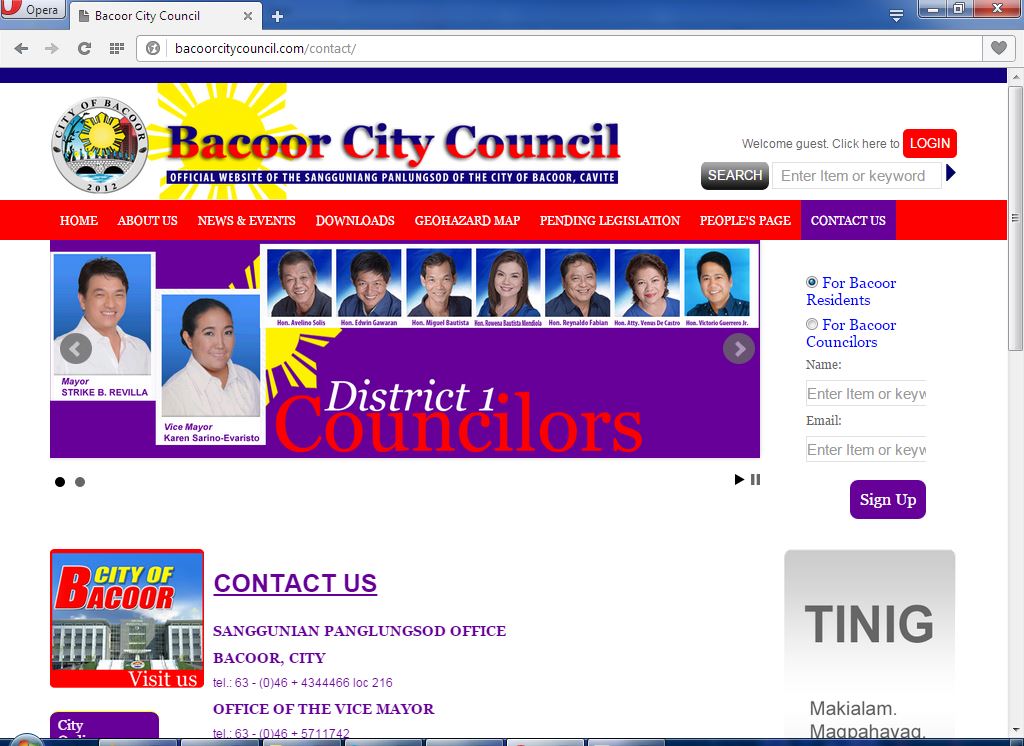 Opera
Bacoor City Council
bacoorcitycouncil.com/contact/
CITY OF BACOOR
2012
Bacoor City Council
OFFICIAL WEBSITE OF THE SANGGUNIANG PANLUNGSOD OF THE CITY OF BACOOR, CAVITE
Welcome guest. Click here to LOGIN
SEARCH Enter Item or keyword
HOME ABOUT US NEWS & EVENTS DOWNLOADS GEOHAZARD MAP PENDING LEGISLATION PEOPLE'S PAGE CONTACT US
Hon. Avelino Solis Hon. Edwin Gawaran Hon. Miguel Bautista Hon. Rowena Bautista Mendiola Hon. Reynaldo Fabian Hon. Atty. Venus De Castro Hon. Victorio Guerrero Jr.
Mayor
STRIKE B. REVILLA
Vice Mayor
Karen Sarino-Evaristo
District 1
Councilors
For Bacoor
Residents
For Bacoor
Councilors
Name:
Enter Item or keyw
Email:
Enter Item or keyw
Sign Up
CITY OF
BACOOR
Visit us
City
CONTACT US
SANGGUNIAN PANGLUNGSOD OFFICE
BACOOR, CITY
tel.: 63 - (0)46 + 4344466 loc 216
OFFICE OF THE VICE MAYOR
tel.: 63 - (0)46 + 5711742
TINIG
Makialam.
Magpahayag.